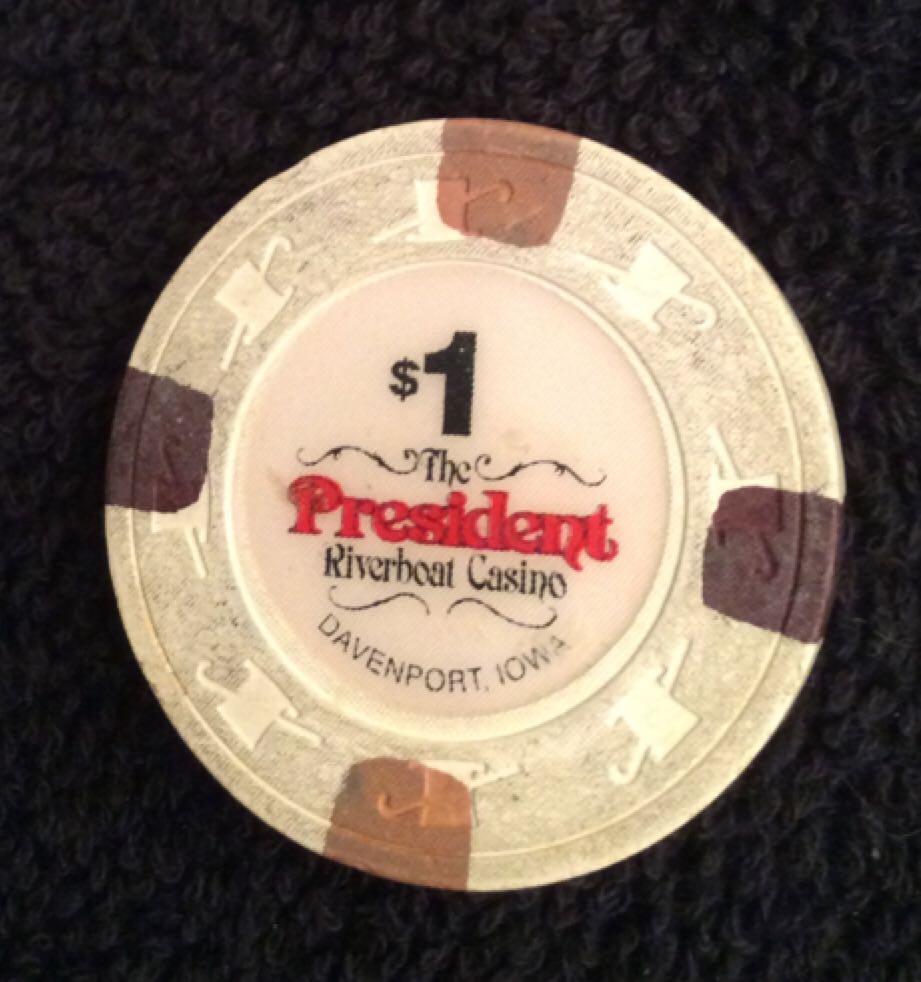 $1
The
President
Riverboat Casino
DAVENPORT, IOWA